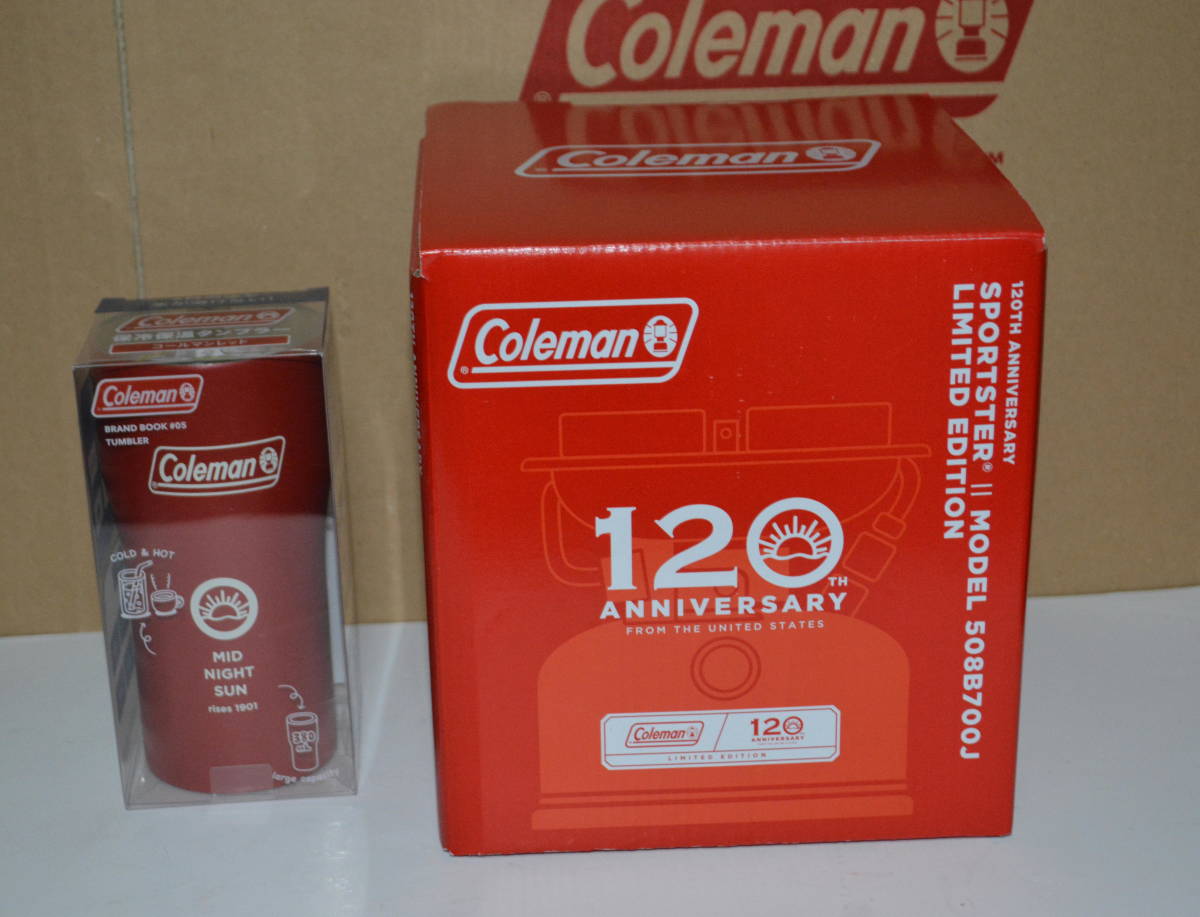 Coleman
®
Coleman
Coleman
®
120TH ANNIVERSARY
SPORTSTER® II MODEL 508B700J
LIMITED EDITION
120TH
ANNIVERSARY
FROM THE UNITED STATES
Coleman
120
ANNIVERSARY
LIMITED EDITION
Coleman
保冷保温タンブラー
コールマンレッド
Coleman
BRAND BOOK #05
TUMBLER
Coleman
COLD & HOT
MID
NIGHT
SUN
rises 1901
380
large capacity